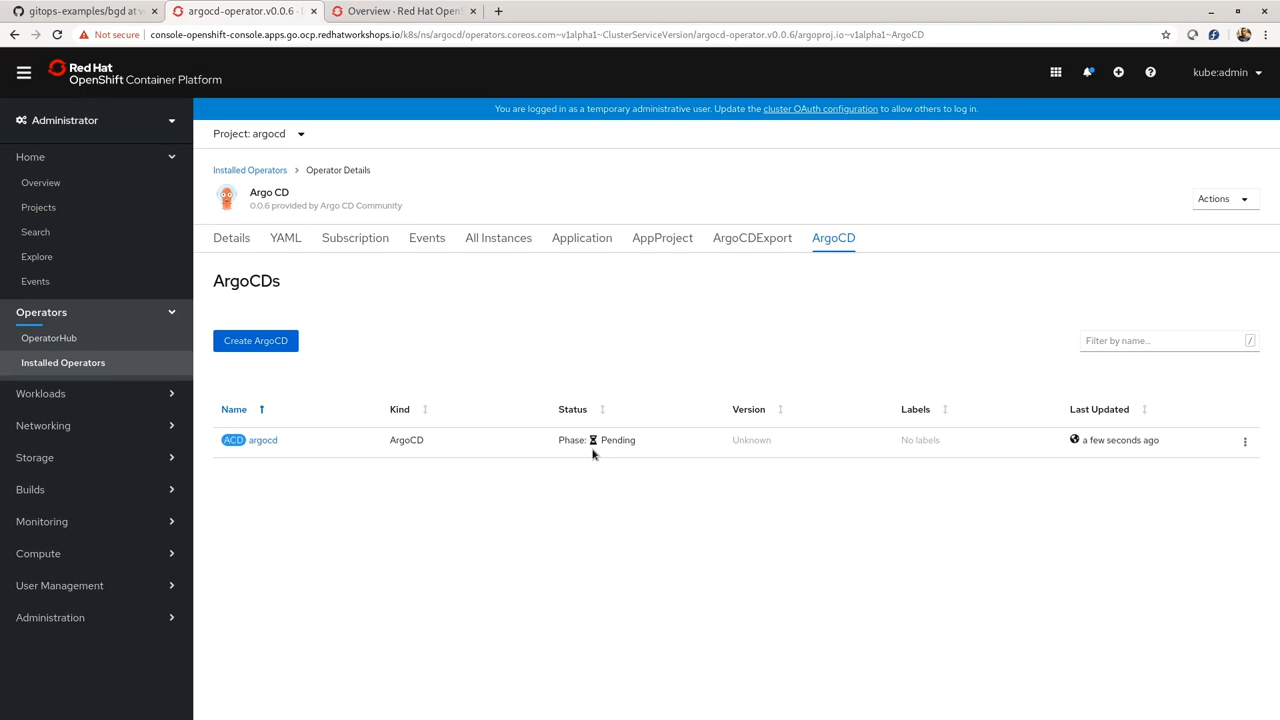 gitops-examples/bgd at v
argocd-operator.v0.0.6 ·
Overview · Red Hat Open
Not secure
console-openshift-console.apps.go.ocp.redhatworkshops.io/k8s/ns/argocd/operators.coreos.com~v1alpha1~ClusterServiceVersion/argocd-operator.v0.0.6/argoproj.io~v1alpha1~ArgoCD
Red Hat
OpenShift Container Platform
kube:admin
You are logged in as a temporary administrative user. Update the cluster OAuth configuration to allow others to log in.
Administrator
Home
Overview
Projects
Search
Explore
Events
Operators
OperatorHub
Installed Operators
Workloads
Networking
Storage
Builds
Monitoring
Compute
User Management
Administration
Project: argocd
Installed Operators > Operator Details
Argo CD
0.0.6 provided by Argo CD Community
Actions
Details YAML Subscription Events All Instances Application AppProject ArgoCDExport ArgoCD
ArgoCDs
Create ArgoCD
Filter by name...
/
Name Kind Status Version Labels Last Updated
ACD argocd ArgoCD Phase: Pending Unknown No labels a few seconds ago